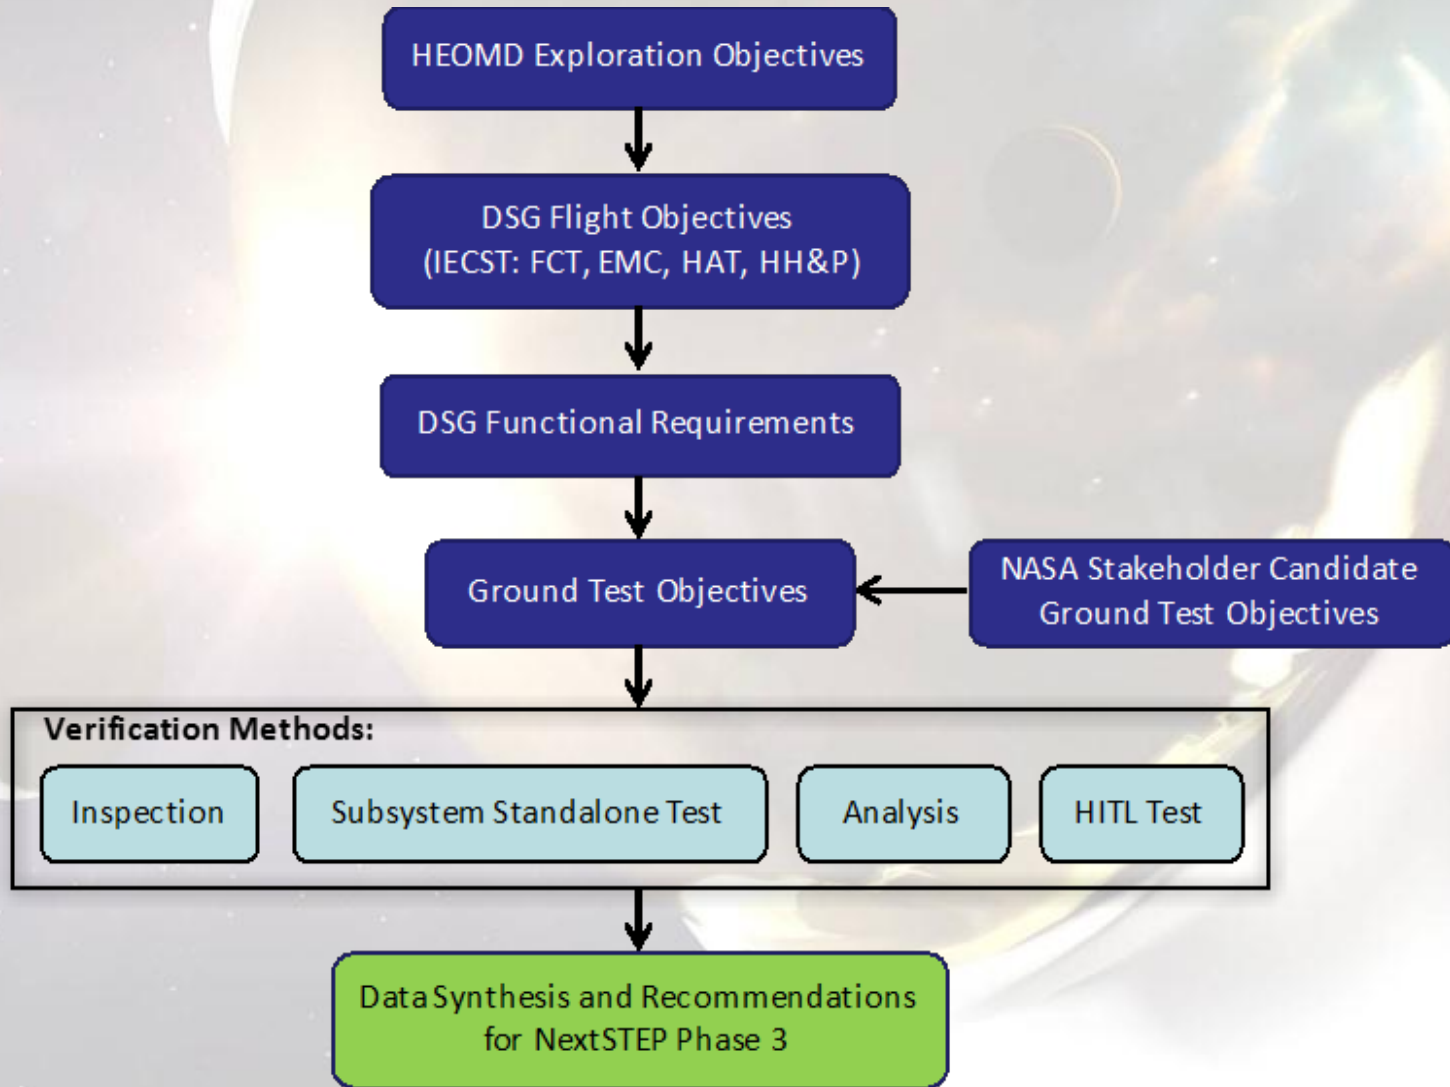 HEOMD Exploration Objectives
DSG Flight Objectives
(IECST: FCT, EMC, HAT, HH&P)
DSG Functional Requirements
Ground Test Objectives
NASA Stakeholder Candidate
Ground Test Objectives
Verification Methods:
Inspection
Subsystem Standalone Test
Analysis
HITL Test
Data Synthesis and Recommendations
for NextSTEP Phase 3